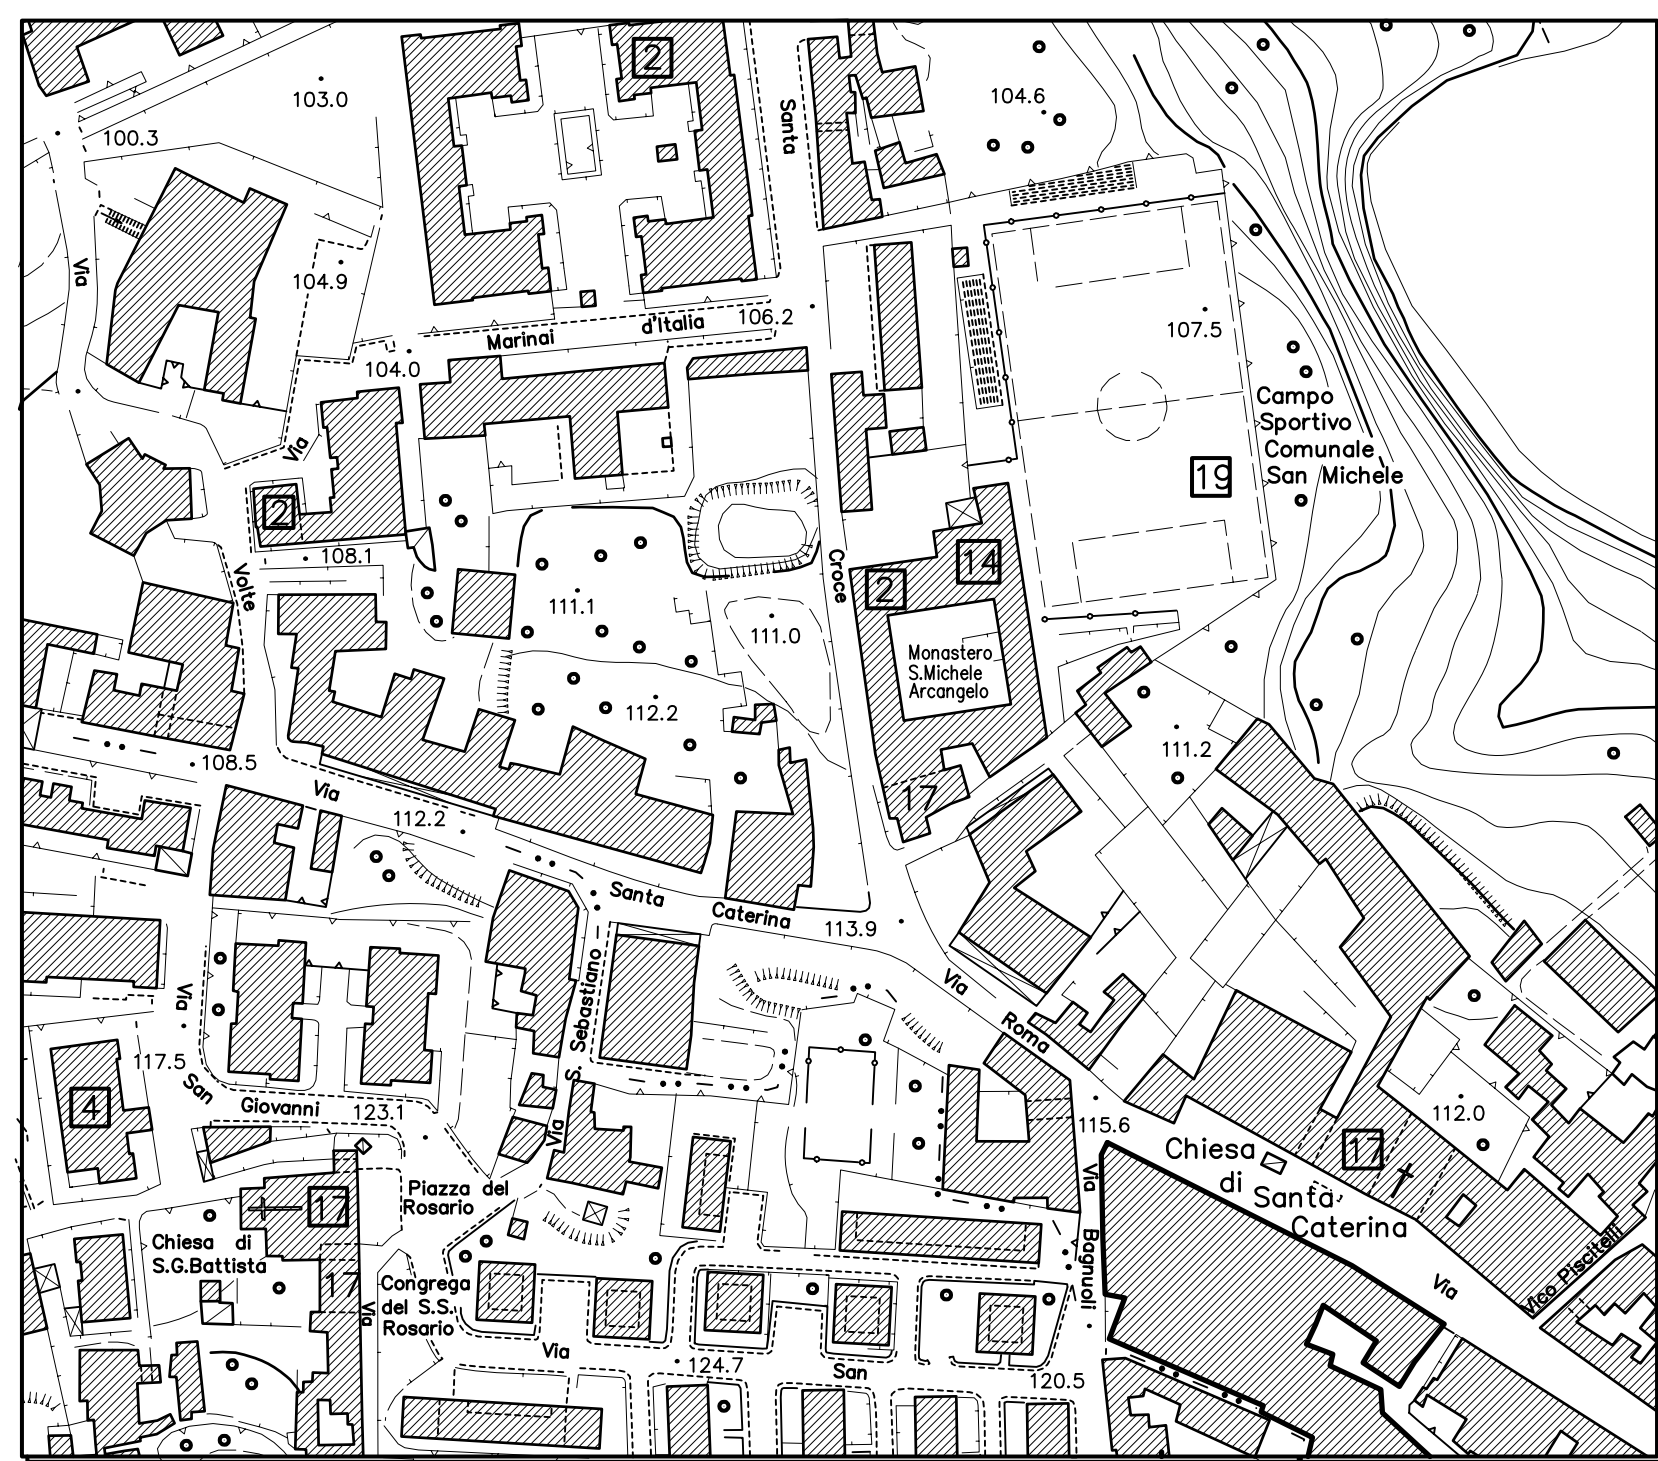 2
103.0
100.3
Santa
104.6
Via
104.9
106.2
d'Italia
Marinai
104.0
107.5
Campo
Sportivo
Comunale
San Michele
19
Via
2
108.1
Volte
14
2
Croce
111.1
111.0
Monastero
S.Michele
Arcangelo
112.2
111.2
108.5
Via
17
112.2
Santa
Caterina
113.9
Via
Roma
Via
S. Sebastiano
Via
117.5
San
Giovanni
123.1
4
112.0
115.6
17
Chiesa
di Santa
Caterina
Via
Bagnuoli
Piazza del
Rosario
17
Chiesa di
S.G.Battista
17
Via
Congrega
del S.S.
Rosario
Via
Vico Piscitelli
Via
124.7
San
120.5